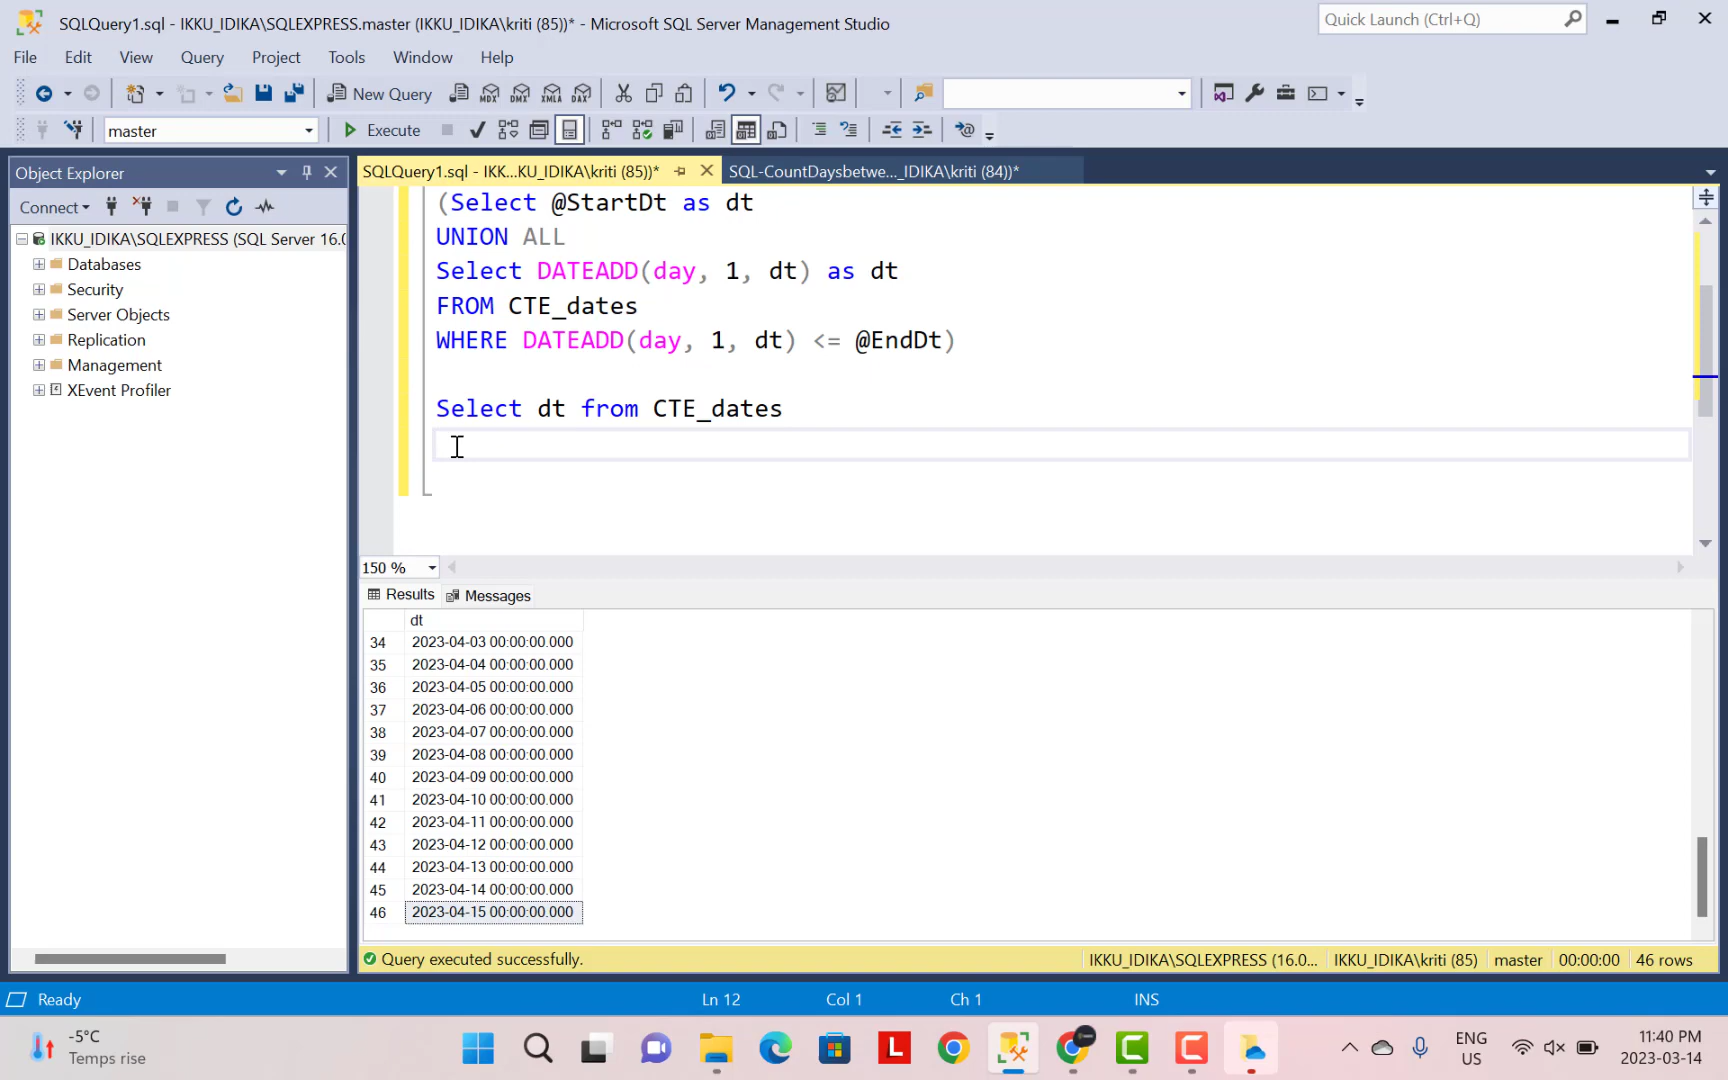 SQLQuery1.sql - IKKU_IDIKA\SQLEXPRESS.master (IKKU_IDIKA\kriti (85))* - Microsoft SQL Server Management Studio
Quick Launch (Ctrl+Q)
File Edit View Query Project Tools Window Help
New Query MDX DMX XMLA DAX
master Execute
Object Explorer
SQLQuery1.sql - IKK...KU_IDIKA\kriti (85))* SQL-CountDaysbetwe..._IDIKA\(kriti (84))*
Connect
IKKU_IDIKA\SQLEXPRESS (SQL Server 16.0
Databases
Security
Server Objects
Replication
Management
XEvent Profiler
(Select @StartDt as dt
UNION ALL
Select DATEADD(day, 1, dt) as dt
FROM CTE_dates
WHERE DATEADD(day, 1, dt) <= @EndDt)
Select dt from CTE_dates
150 %
Results Messages
dt
34 2023-04-03 00:00:00.000
35 2023-04-04 00:00:00.000
36 2023-04-05 00:00:00.000
37 2023-04-06 00:00:00.000
38 2023-04-07 00:00:00.000
39 2023-04-08 00:00:00.000
40 2023-04-09 00:00:00.000
41 2023-04-10 00:00:00.000
42 2023-04-11 00:00:00.000
43 2023-04-12 00:00:00.000
44 2023-04-13 00:00:00.000
45 2023-04-14 00:00:00.000
46 2023-04-15 00:00:00.000
Query executed successfully. IKKU_IDIKA\SQLEXPRESS (16.0... IKKU_IDIKA\kriti (85) master 00:00:00 46 rows
Ready Ln 12 Col 1 Ch 1 INS
-5°C
Temps rise
L
C
C
ENG
US
11:40 PM
2023-03-14